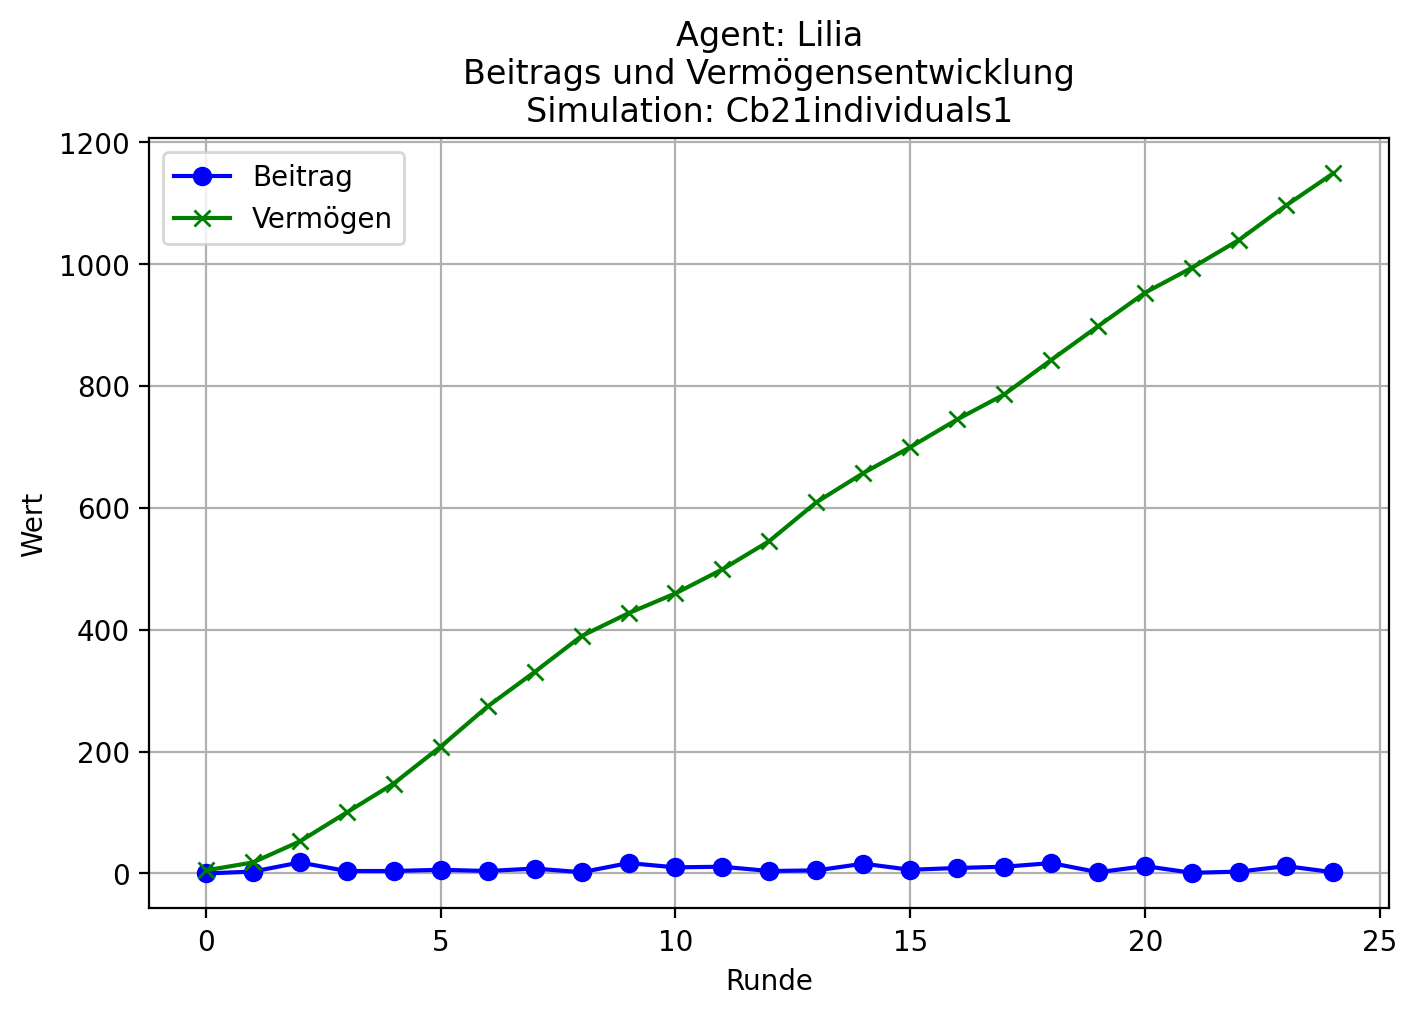 Agent: Lilia
Beitrags und Vermögensentwicklung
Simulation: Cb21individuals1
Beitrag
Vermögen
1200
1000
800
600
400
200
0
Wert
0 5 10 15 20 25
Runde